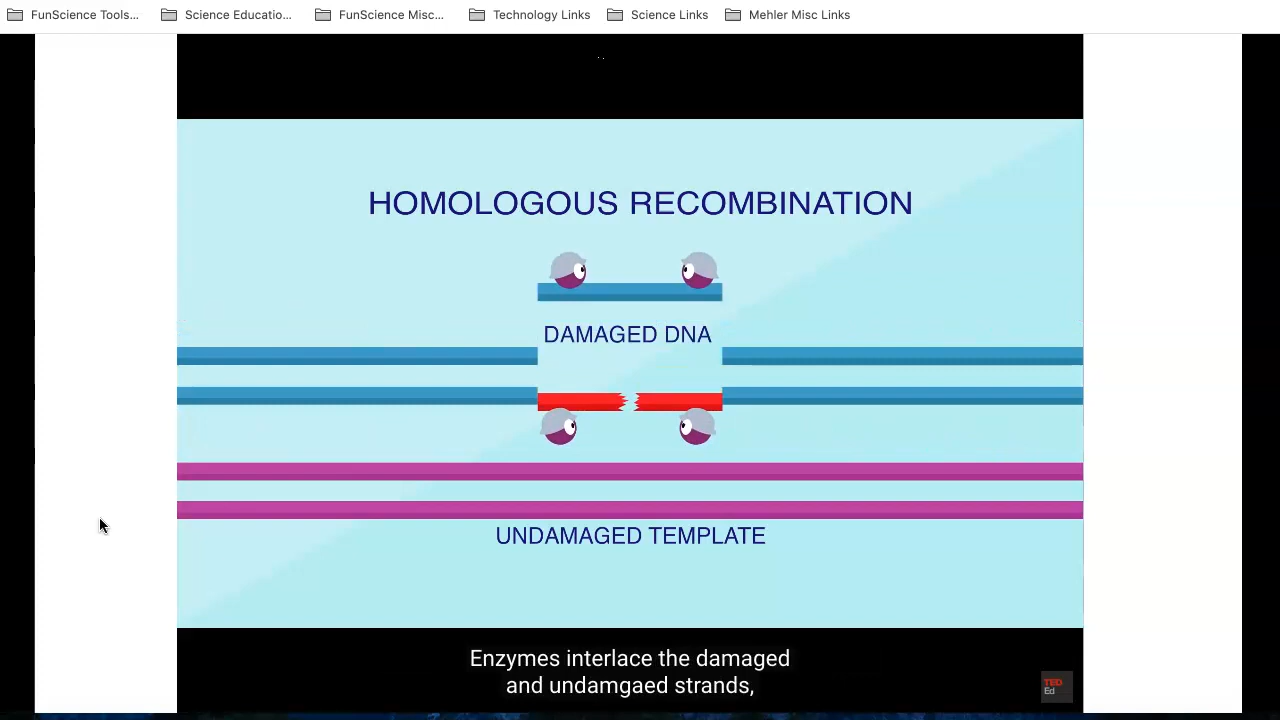 FunScience Tools... Science Educatio... FunScience Misc... Technology Links Science Links Mehler Misc Links
HOMOLOGOUS RECOMBINATION
DAMAGED DNA
UNDAMAGED TEMPLATE
Enzymes interlace the damaged
and undamgaed strands,
TED
Ed